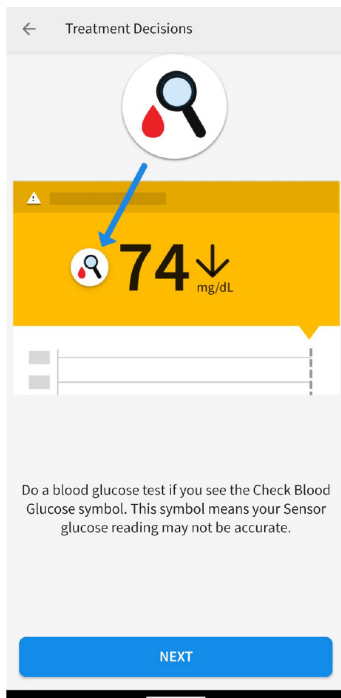 Treatment Decisions
74
mg/dL
Do a blood glucose test if you see the Check Blood
Glucose symbol. This symbol means your Sensor
glucose reading may not be accurate.
NEXT